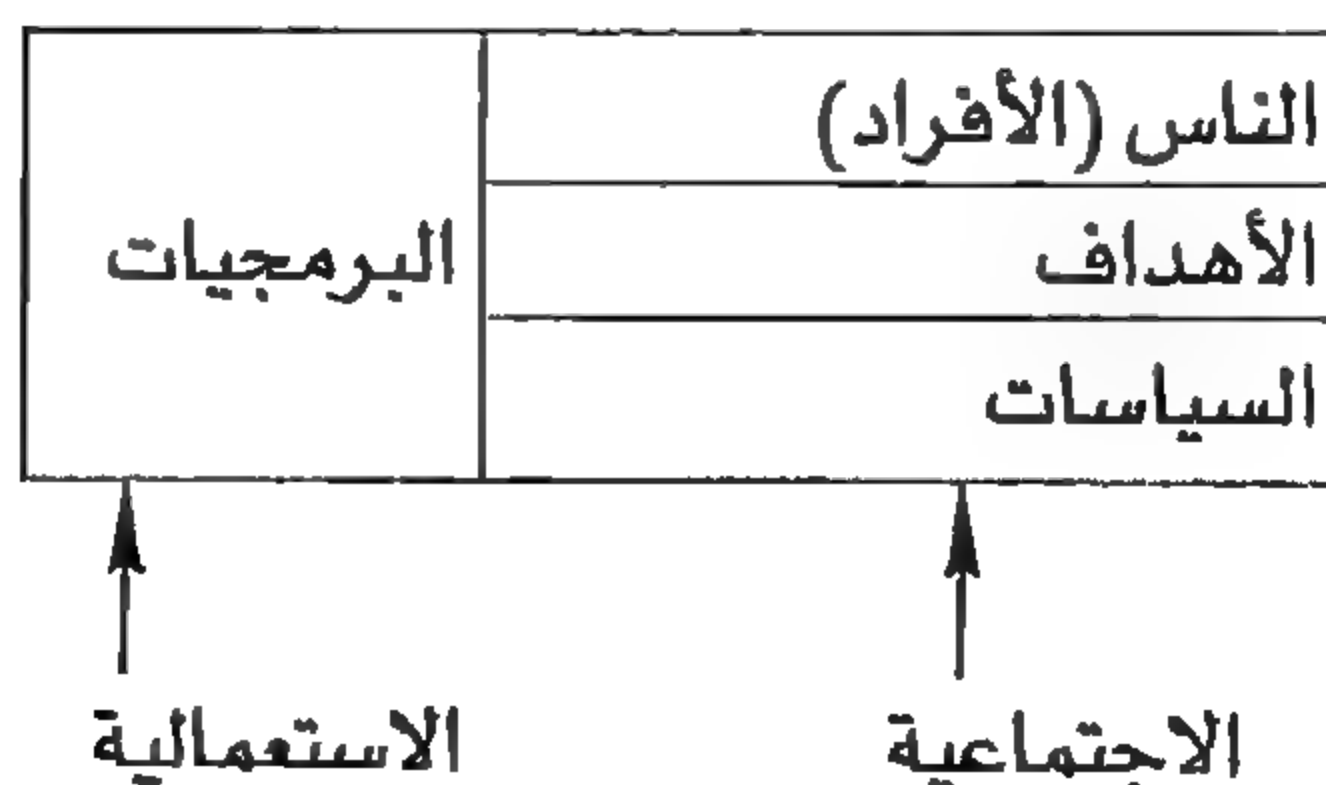 الناس (الأفراد)
الأهداف
السياسات
البرمجيات
الاجتماعية
الاستعمالية